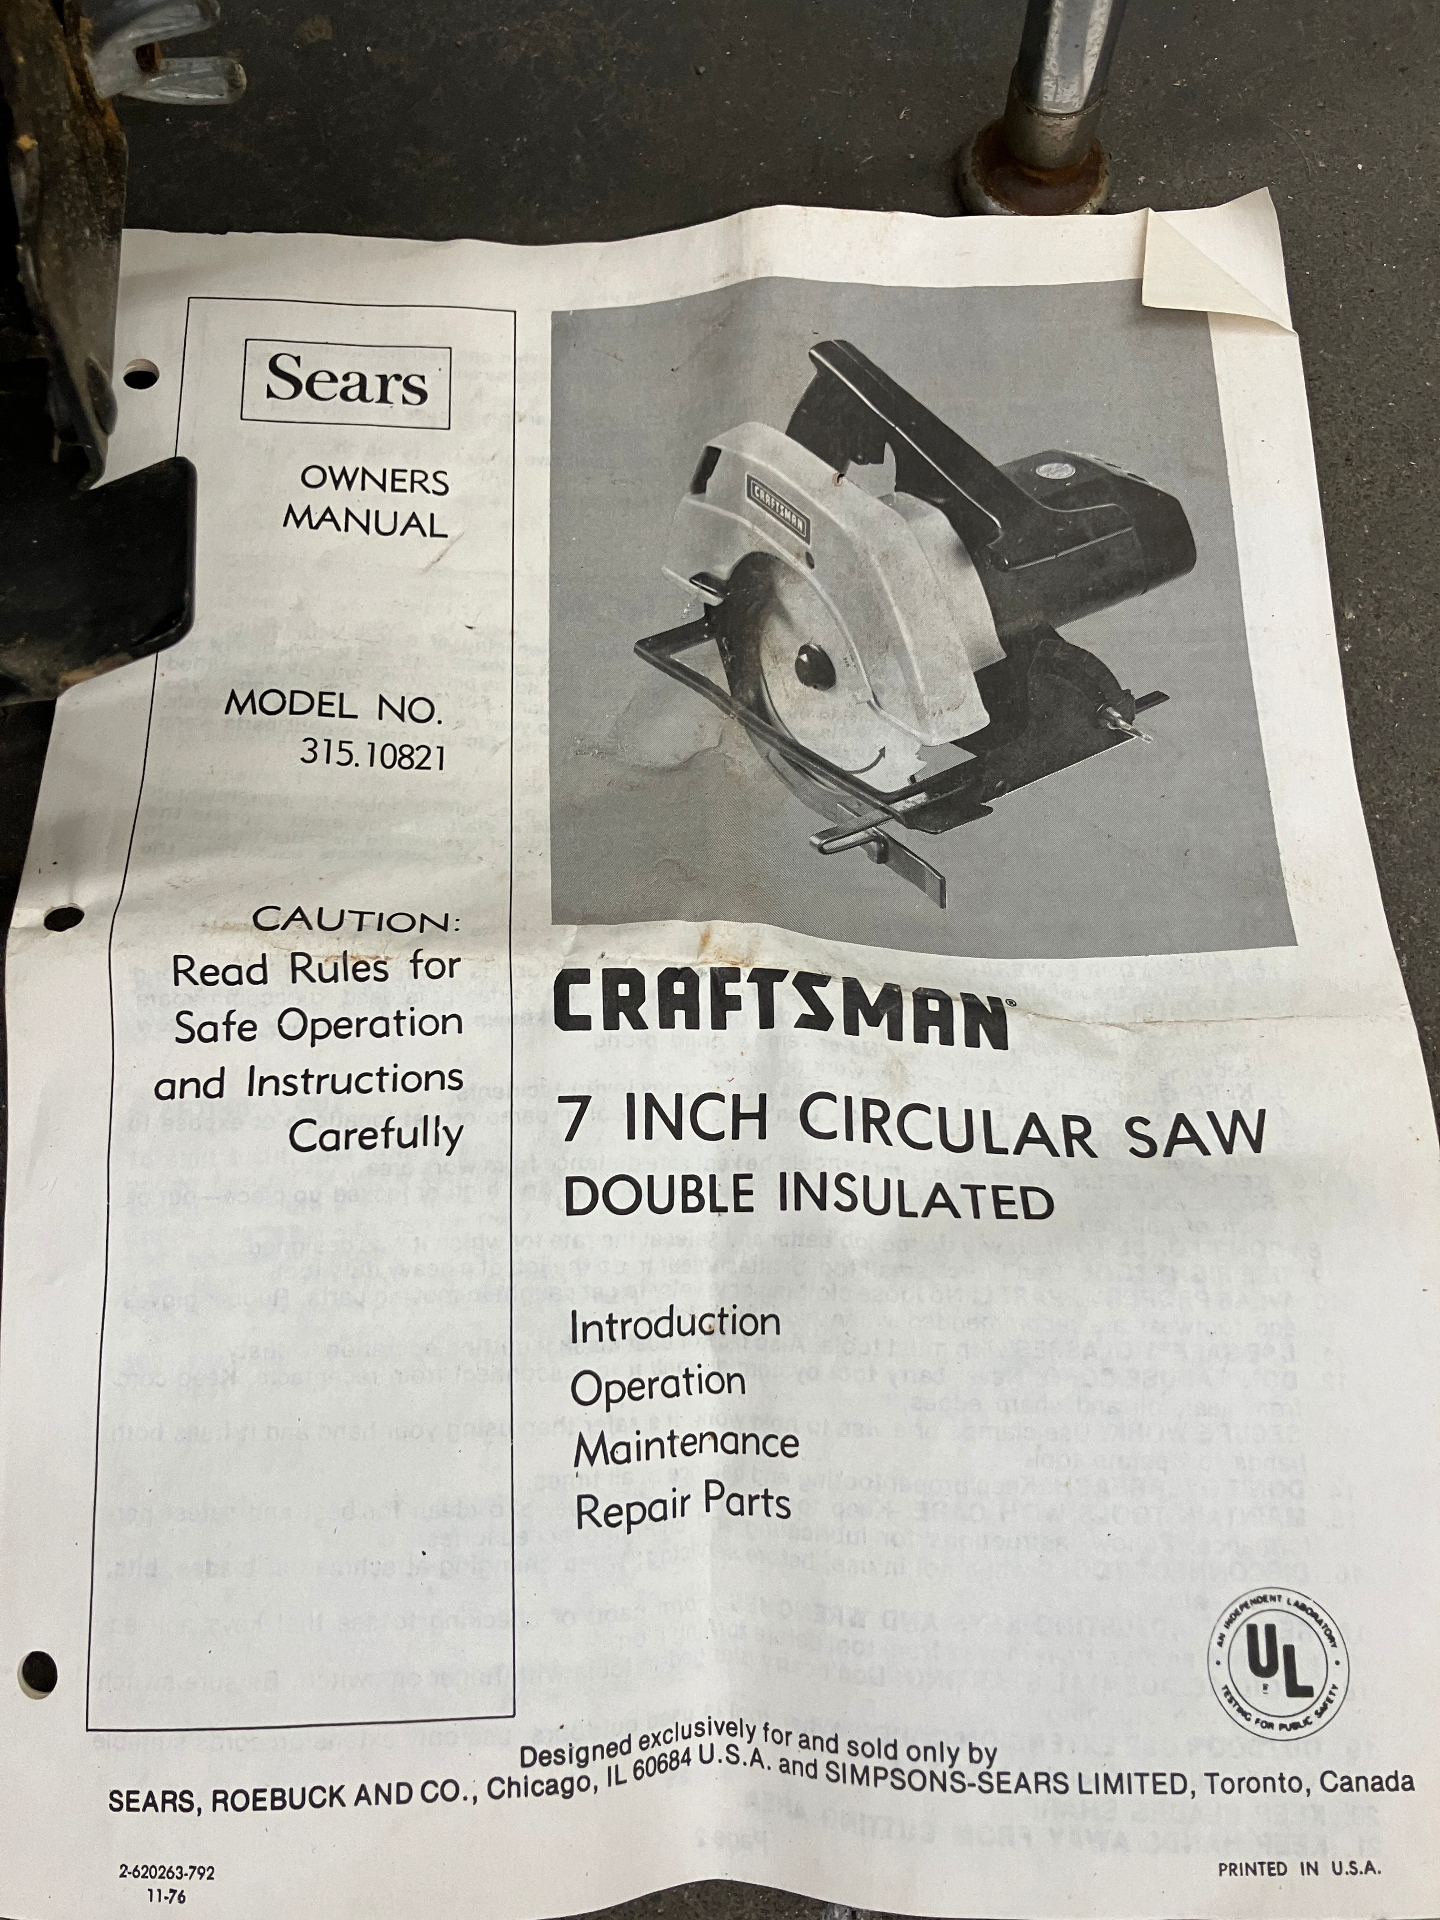 Sears
OWNERS
MANUAL
MODEL NO.
315.10821
CAUTION:
Read Rules for
Safe Operation
and Instructions
Carefully
CRAFTSMAN
CRAFTSMAN®
7 INCH CIRCULAR SAW
DOUBLE INSULATED
Introduction
Operation
Maintenance
Repair Parts
AN INDEPENDENT LABORATORY
UL
®
TESTING FOR PUBLIC SAFETY
Designed exclusively for and sold only by
SEARS, ROEBUCK AND CO., Chicago, IL 60684 U.S.A. and SIMPSONS-SEARS LIMITED, Toronto, Canada
2-620263-792
11-76
PRINTED IN U.S.A.